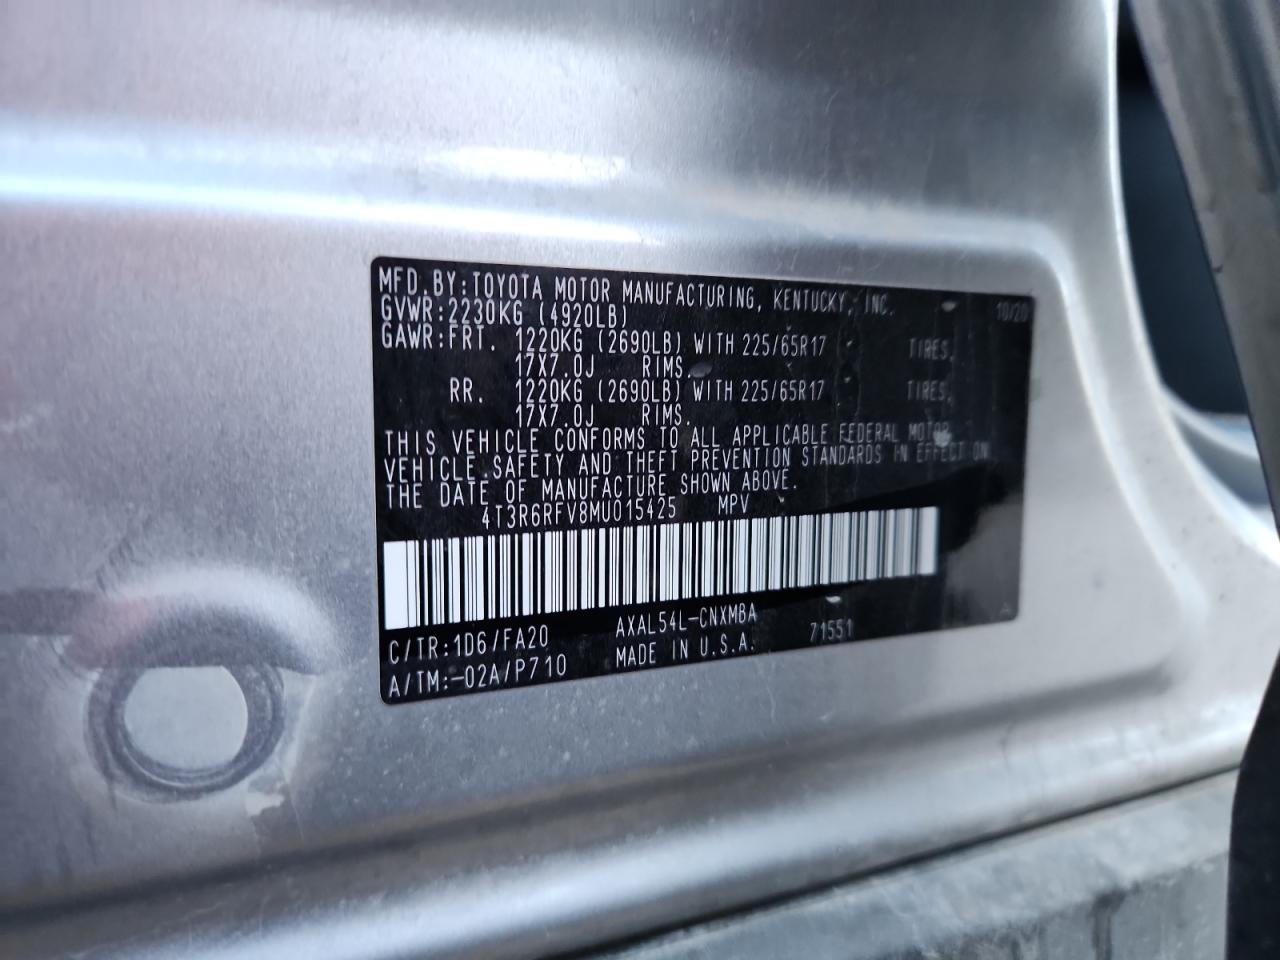 MFD. BY: TOYOTA MOTOR MANUFACTURING, KENTUCKY, INC. 10/20
GVWR: 2230KG (4920LB)
GAWR: FRT. 1220KG (2690LB) WITH 225/65R17 TIRES,
17X7.0J RIMS.
RR. 1220KG (2690LB) WITH 225/65R17 TIRES,
17X7.0J RIMS.
THIS VEHICLE CONFORMS TO ALL APPLICABLE FEDERAL MOTOR
VEHICLE SAFETY AND THEFT PREVENTION STANDARDS IN EFFECT ON
THE DATE OF MANUFACTURE SHOWN ABOVE.
4T3R6RFV8MU015425 MPV
C/TR: 1D6/FA20 AXAL54L-CNXMBA
A/TM: -02A/P710 MADE IN U.S.A. 71551